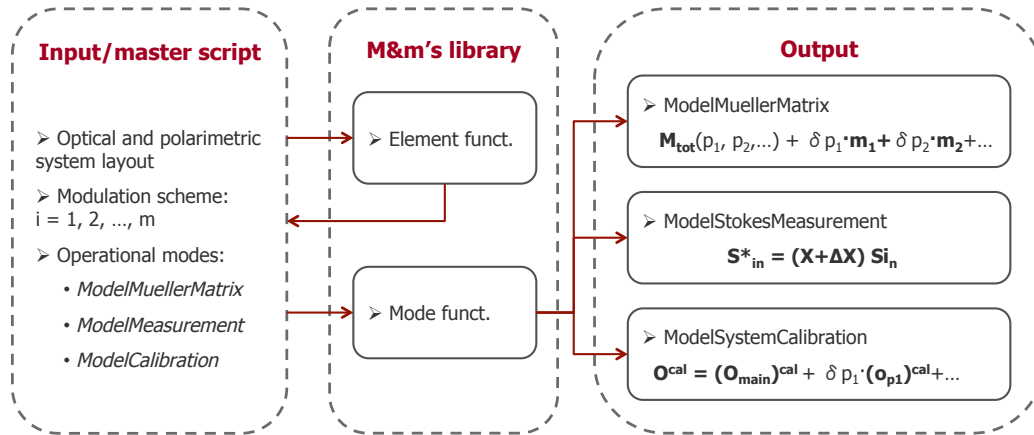 Input/master script
➢ Optical and polarimetric
system layout
➢ Modulation scheme:
i = 1, 2, …, m
➢ Operational modes:
• ModelMuellerMatrix
• ModelMeasurement
• ModelCalibration
M&m's library
➢ Element funct.
➢ Mode funct.
Output
➢ ModelMuellerMatrix
M_tot(p₁, p₂,…) + δ p₁·m₁+ δ p₂·m₂+…
➢ ModelStokesMeasurement
S*_in = (X+ΔX) Si_n
➢ ModelSystemCalibration
O^cal = (O_main)^cal + δ p₁·(o_p1)^cal+…